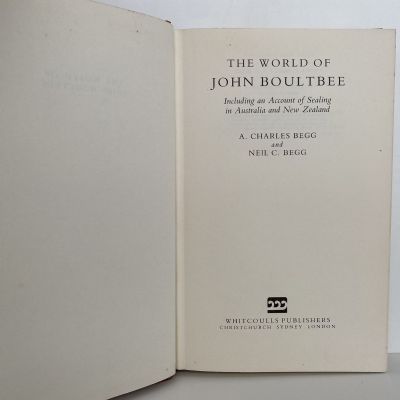 THE WORLD OF
JOHN BOULTBEE
Including an Account of Sealing
in Australia and New Zealand
A. CHARLES BEGG
and
NEIL C. BEGG
WHITCOULLS PUBLISHERS
CHRISTCHURCH SYDNEY LONDON